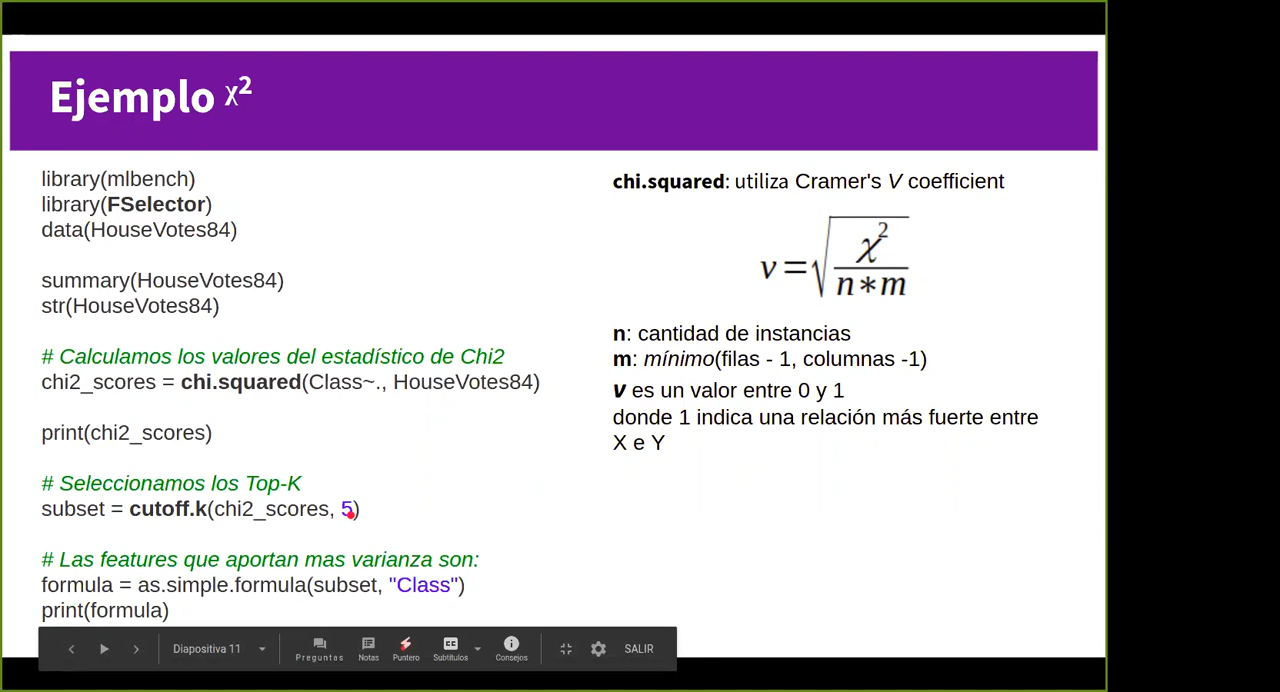 Ejemplo χ²
library(mlbench)
library(FSelector)
data(HouseVotes84)
summary(HouseVotes84)
str(HouseVotes84)
# Calculamos los valores del estadístico de Chi2
chi2_scores = chi.squared(Class~., HouseVotes84)
print(chi2_scores)
# Seleccionamos los Top-K
subset = cutoff.k(chi2_scores, 5)
# Las features que aportan mas varianza son:
formula = as.simple.formula(subset, "Class")
print(formula)
chi.squared: utiliza Cramer's V coefficient
v = √(χ² / n∗m)
n: cantidad de instancias
m: mínimo(filas - 1, columnas -1)
v es un valor entre 0 y 1
donde 1 indica una relación más fuerte entre
X e Y
Diapositiva 11
Preguntas
Notas
Puntero
CC
Subtítulos
Consejos
SALIR